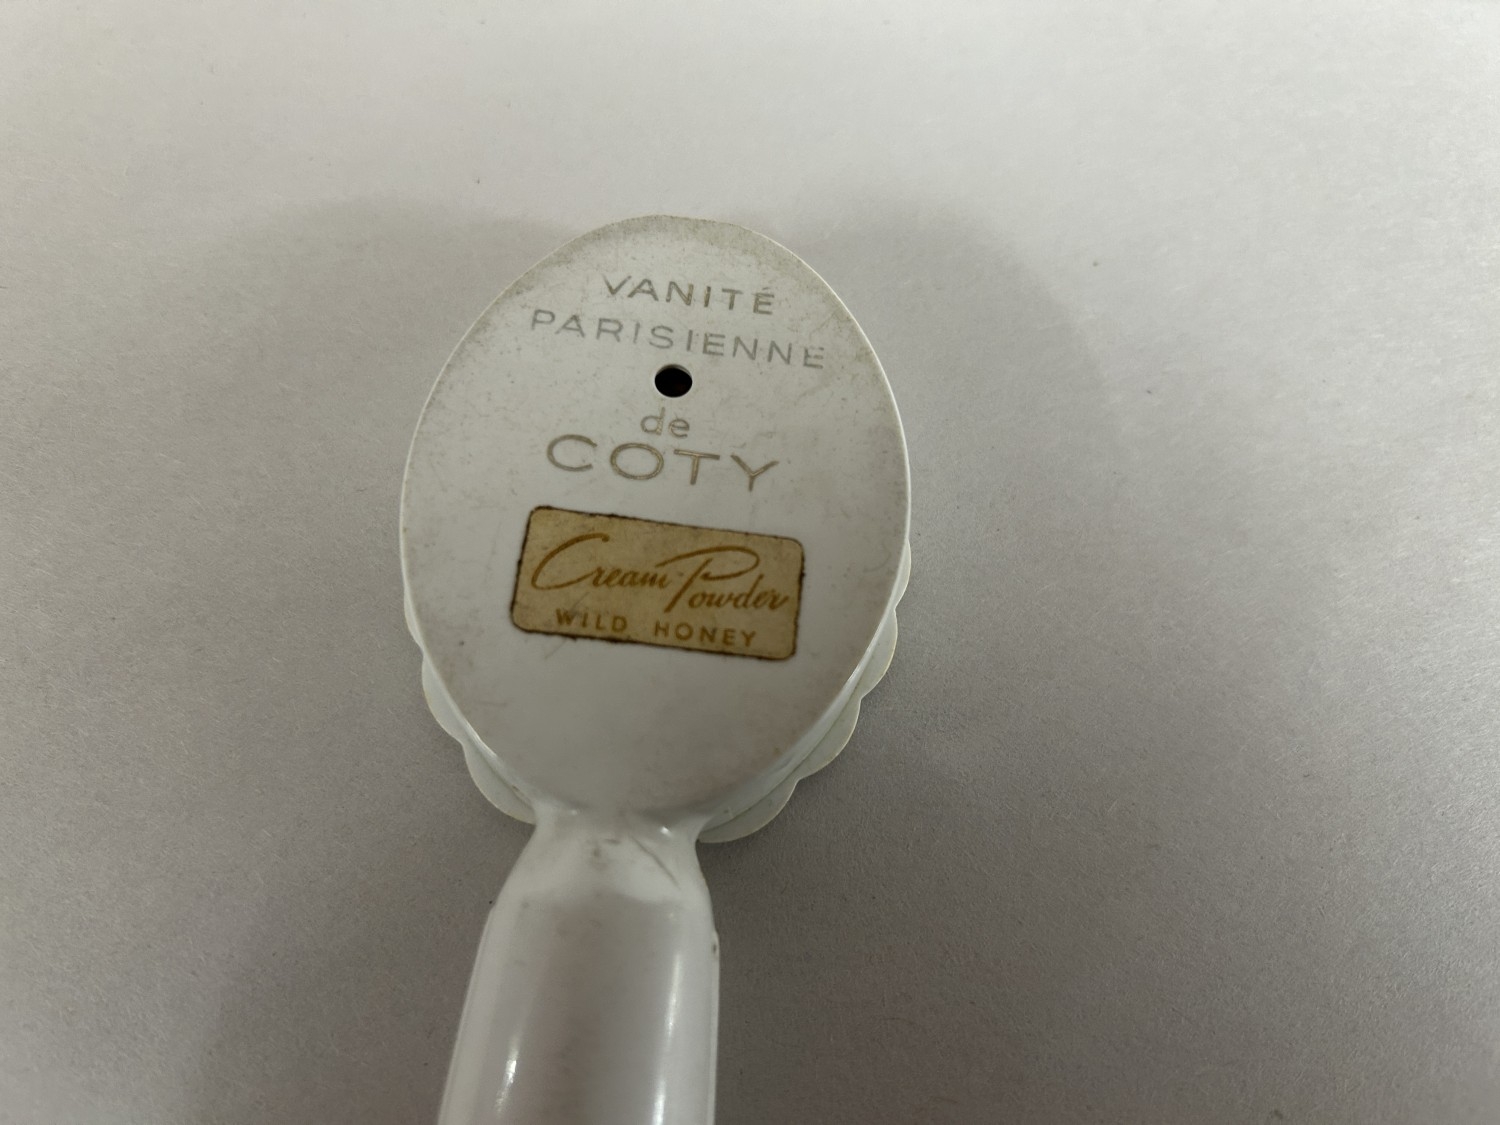 VANITÉ
PARISIENNE
de
COTY
Cream-Powder
WILD HONEY